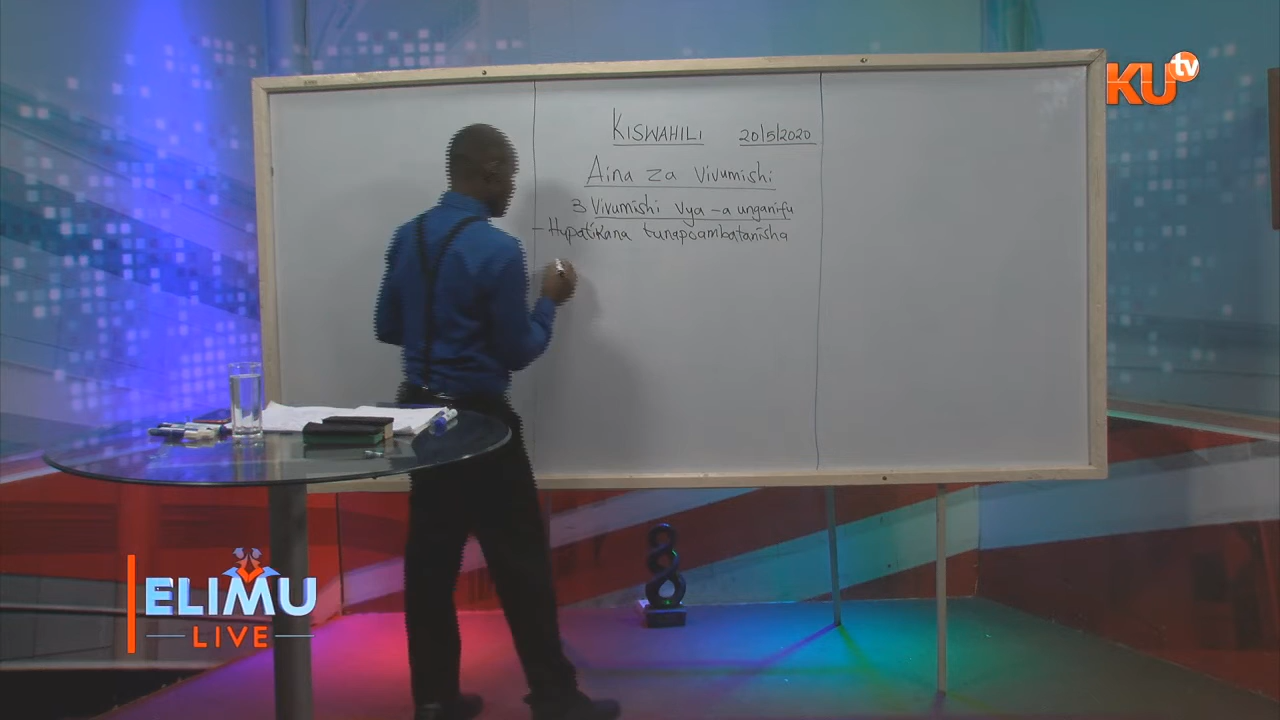 KISWAHILI 20/5/2020
Aina za vivumishi
3 Vivumishi vya -a unganifu
- Hupatikana tunapoambatanisha
KU tv
ELIMU
LIVE